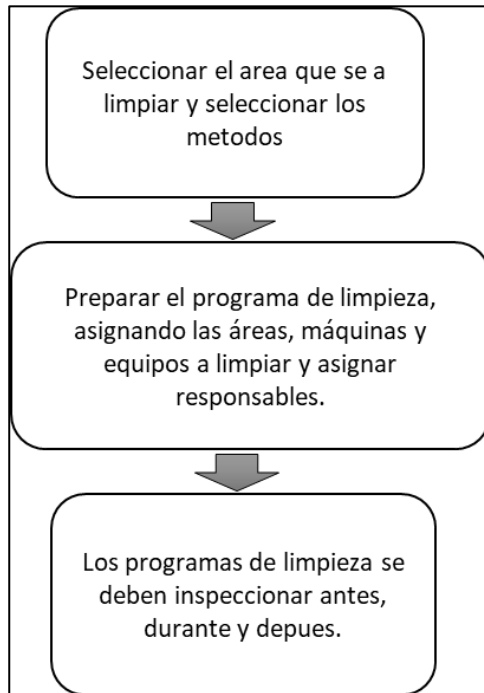 Seleccionar el area que se a
limpiar y seleccionar los
metodos
Preparar el programa de limpieza,
asignando las áreas, máquinas y
equipos a limpiar y asignar
responsables.
Los programas de limpieza se
deben inspeccionar antes,
durante y depues.